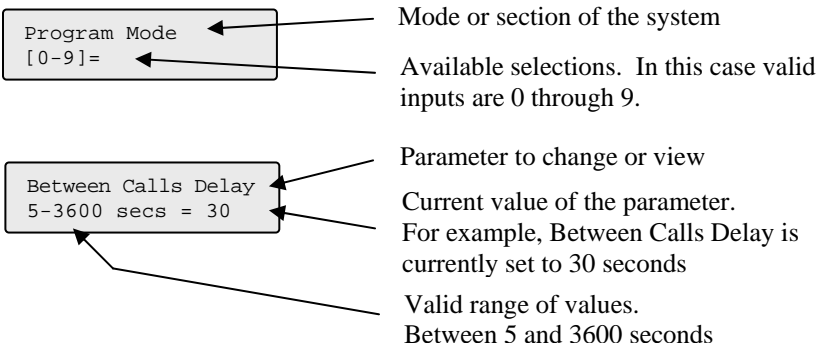 Program Mode
[0-9]=
Mode or section of the system
Available selections.  In this case valid
inputs are 0 through 9.
Between Calls Delay
5-3600 secs = 30
Parameter to change or view
Current value of the parameter.
For example, Between Calls Delay is
currently set to 30 seconds
Valid range of values.
Between 5 and 3600 seconds